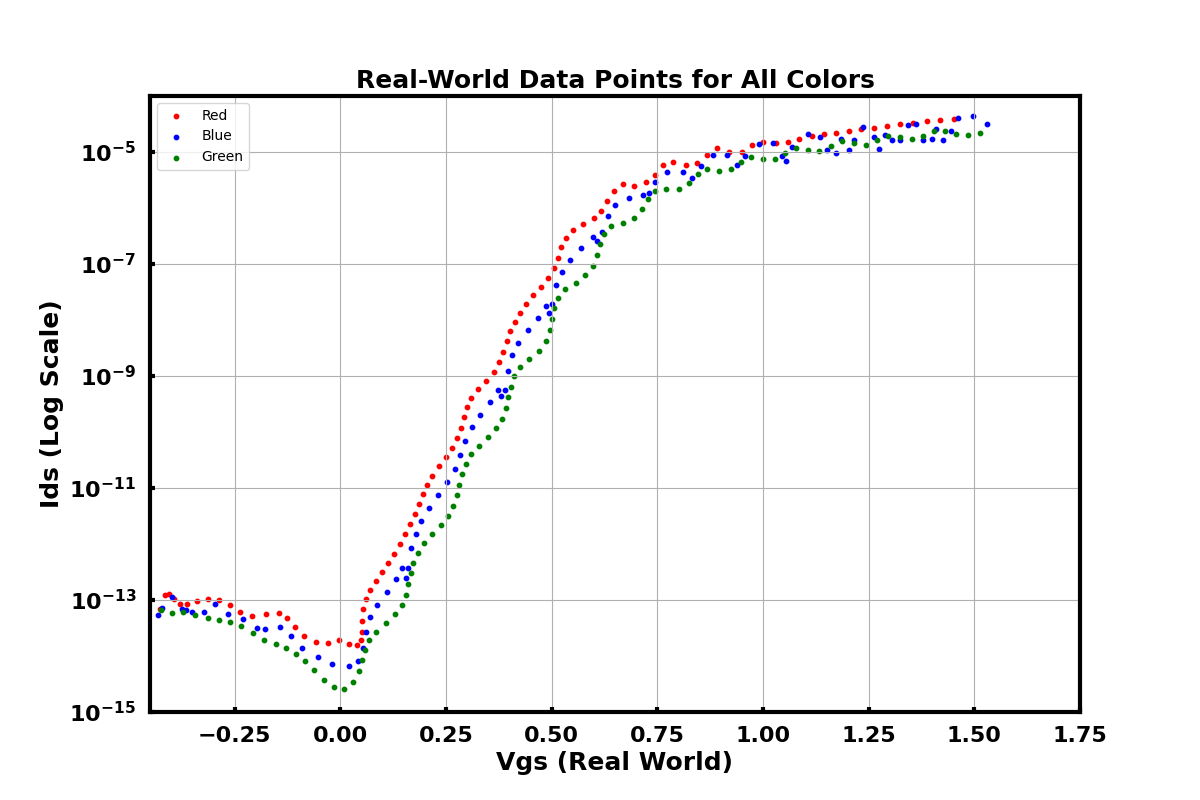 Real-World Data Points for All Colors
Red
Blue
Green
10⁻⁵
10⁻⁷
10⁻⁹
10⁻¹¹
10⁻¹³
10⁻¹⁵
Ids (Log Scale)
−0.25 0.00 0.25 0.50 0.75 1.00 1.25 1.50 1.75
Vgs (Real World)